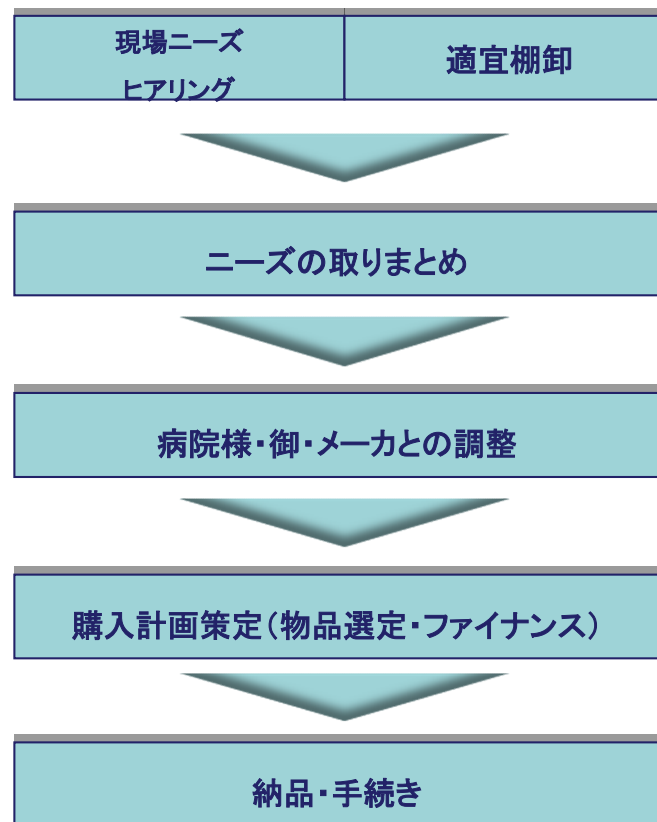 現場ニーズ
ヒアリング
適宜棚卸
ニーズの取りまとめ
病院様・御・メーカとの調整
購入計画策定（物品選定・ファイナンス）
納品・手続き